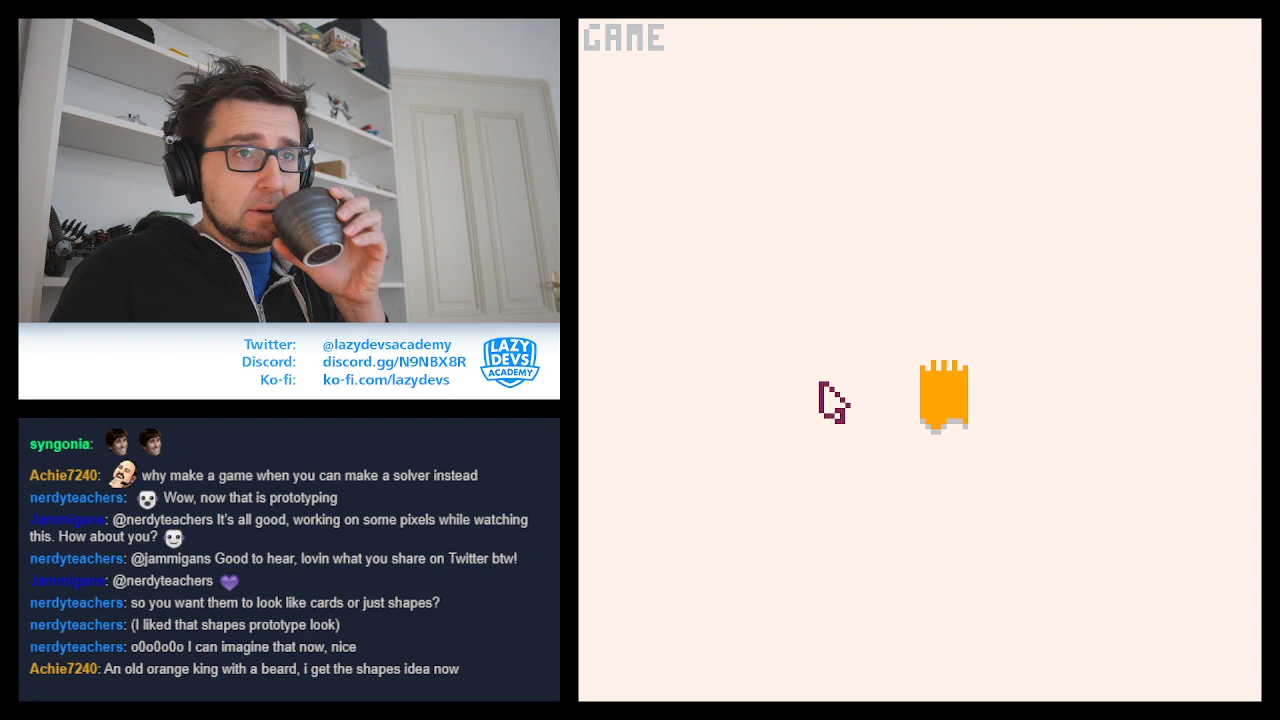 GAME
Twitter: @lazydevsacademy
Discord: discord.gg/N9NBX8R
Ko-fi: ko-fi.com/lazydevs
LAZY
DEVS
ACADEMY
syngonia:
Achie7240: why make a game when you can make a solver instead
nerdyteachers: Wow, now that is prototyping
Jammigans: @nerdyteachers It's all good, working on some pixels while watching
this. How about you?
nerdyteachers: @jammigans Good to hear, lovin what you share on Twitter btw!
Jammigans: @nerdyteachers
nerdyteachers: so you want them to look like cards or just shapes?
nerdyteachers: (I liked that shapes prototype look)
nerdyteachers: o0o0o0o I can imagine that now, nice
Achie7240: An old orange king with a beard, i get the shapes idea now